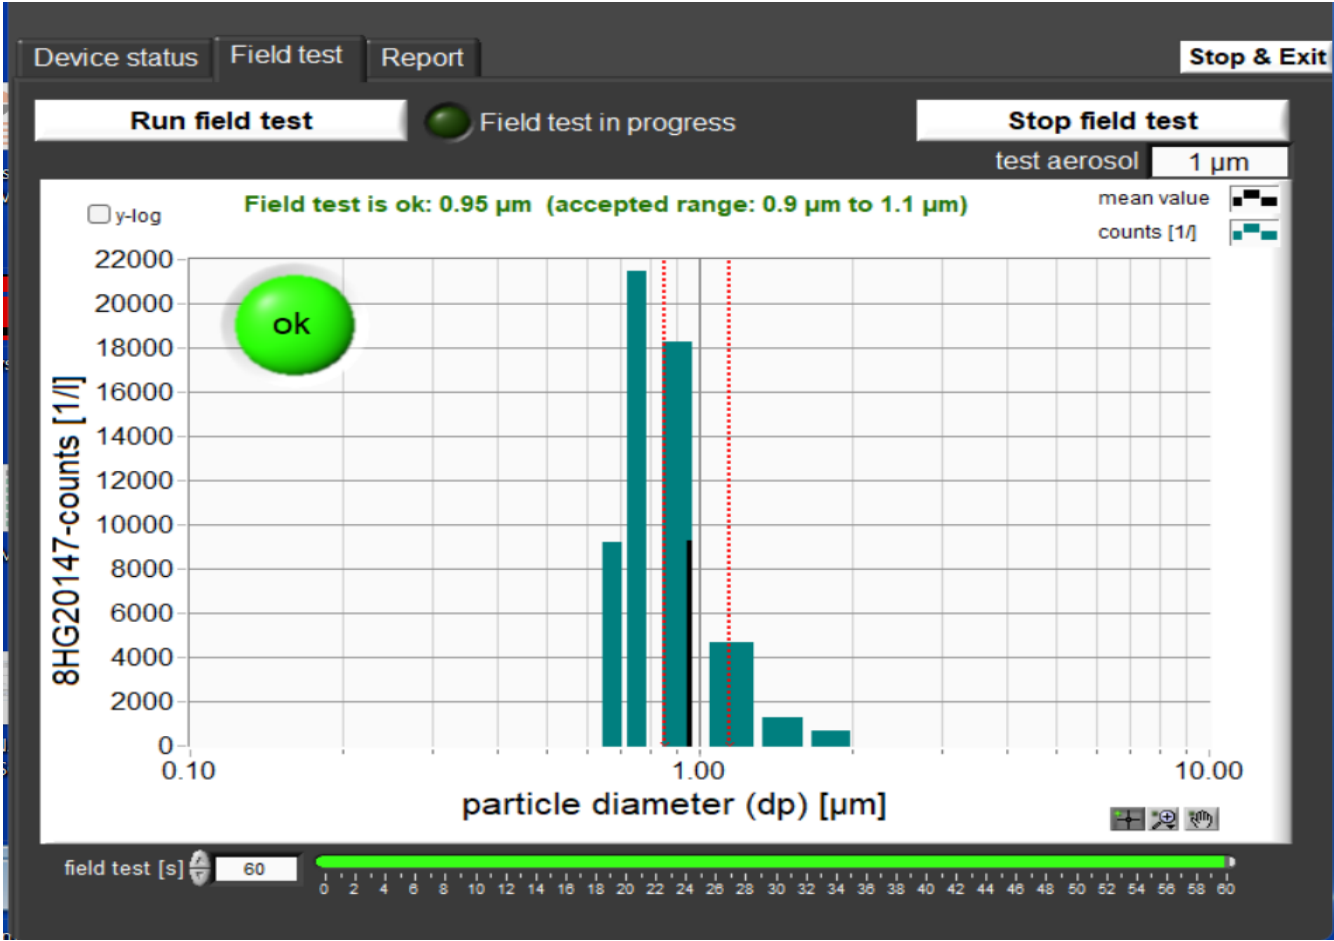 Device status Field test Report Stop & Exit
Run field test Field test in progress Stop field test
test aerosol 1 µm
y-log Field test is ok: 0.95 µm (accepted range: 0.9 µm to 1.1 µm) mean value
counts [1/l]
22000
20000
ok
18000
16000
14000
12000
10000
8000
6000
4000
2000
0
8HG20147-counts [1/l]
0.10 1.00 10.00
particle diameter (dp) [µm]
field test [s] 60
0 2 4 6 8 10 12 14 16 18 20 22 24 26 28 30 32 34 36 38 40 42 44 46 48 50 52 54 56 58 60